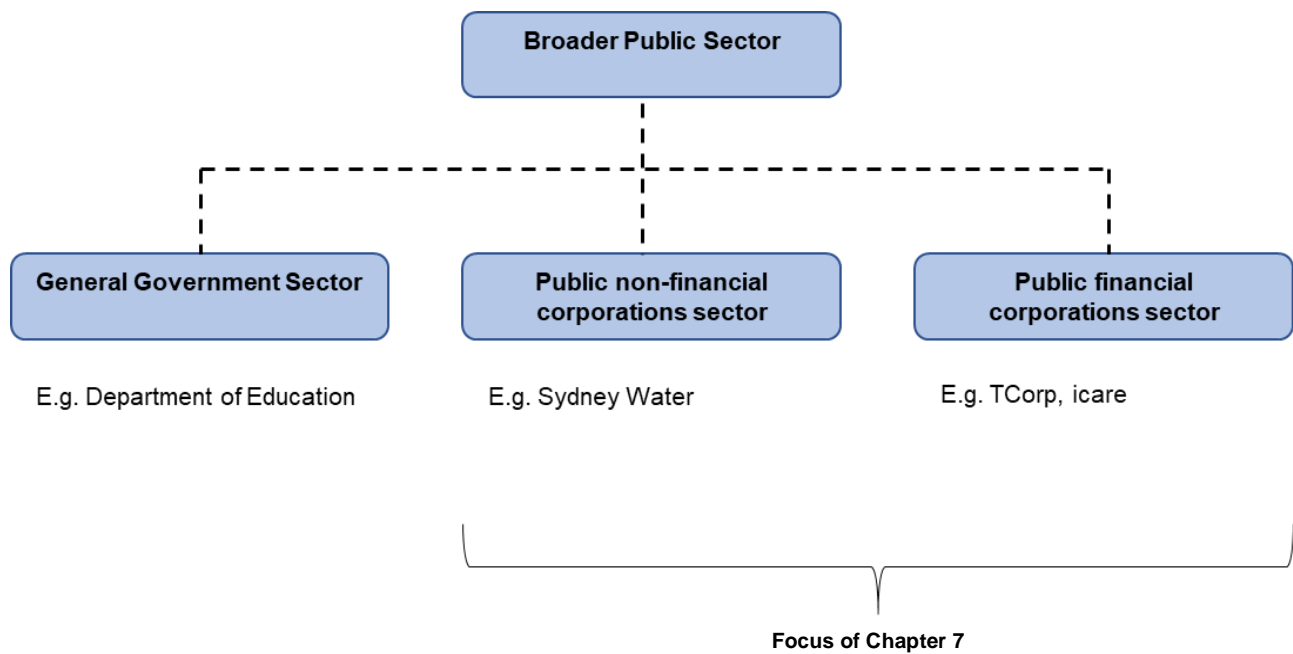 Broader Public Sector
General Government Sector
Public non-financial
corporations sector
Public financial
corporations sector
E.g. Department of Education
E.g. Sydney Water
E.g. TCorp, icare
Focus of Chapter 7